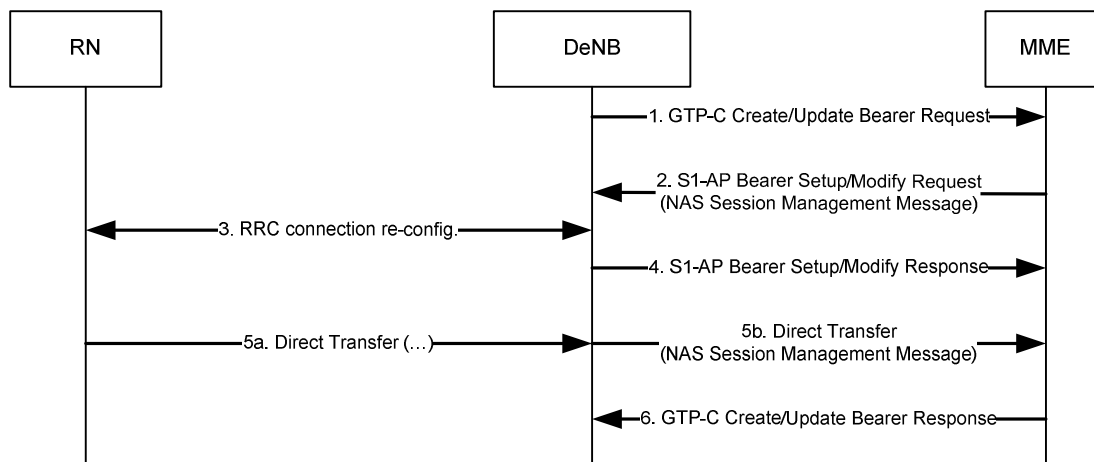 RN
DeNB
MME
1. GTP-C Create/Update Bearer Request
2. S1-AP Bearer Setup/Modify Request
(NAS Session Management Message)
3. RRC connection re-config.
4. S1-AP Bearer Setup/Modify Response
5a. Direct Transfer (…)
5b. Direct Transfer
(NAS Session Management Message)
6. GTP-C Create/Update Bearer Response